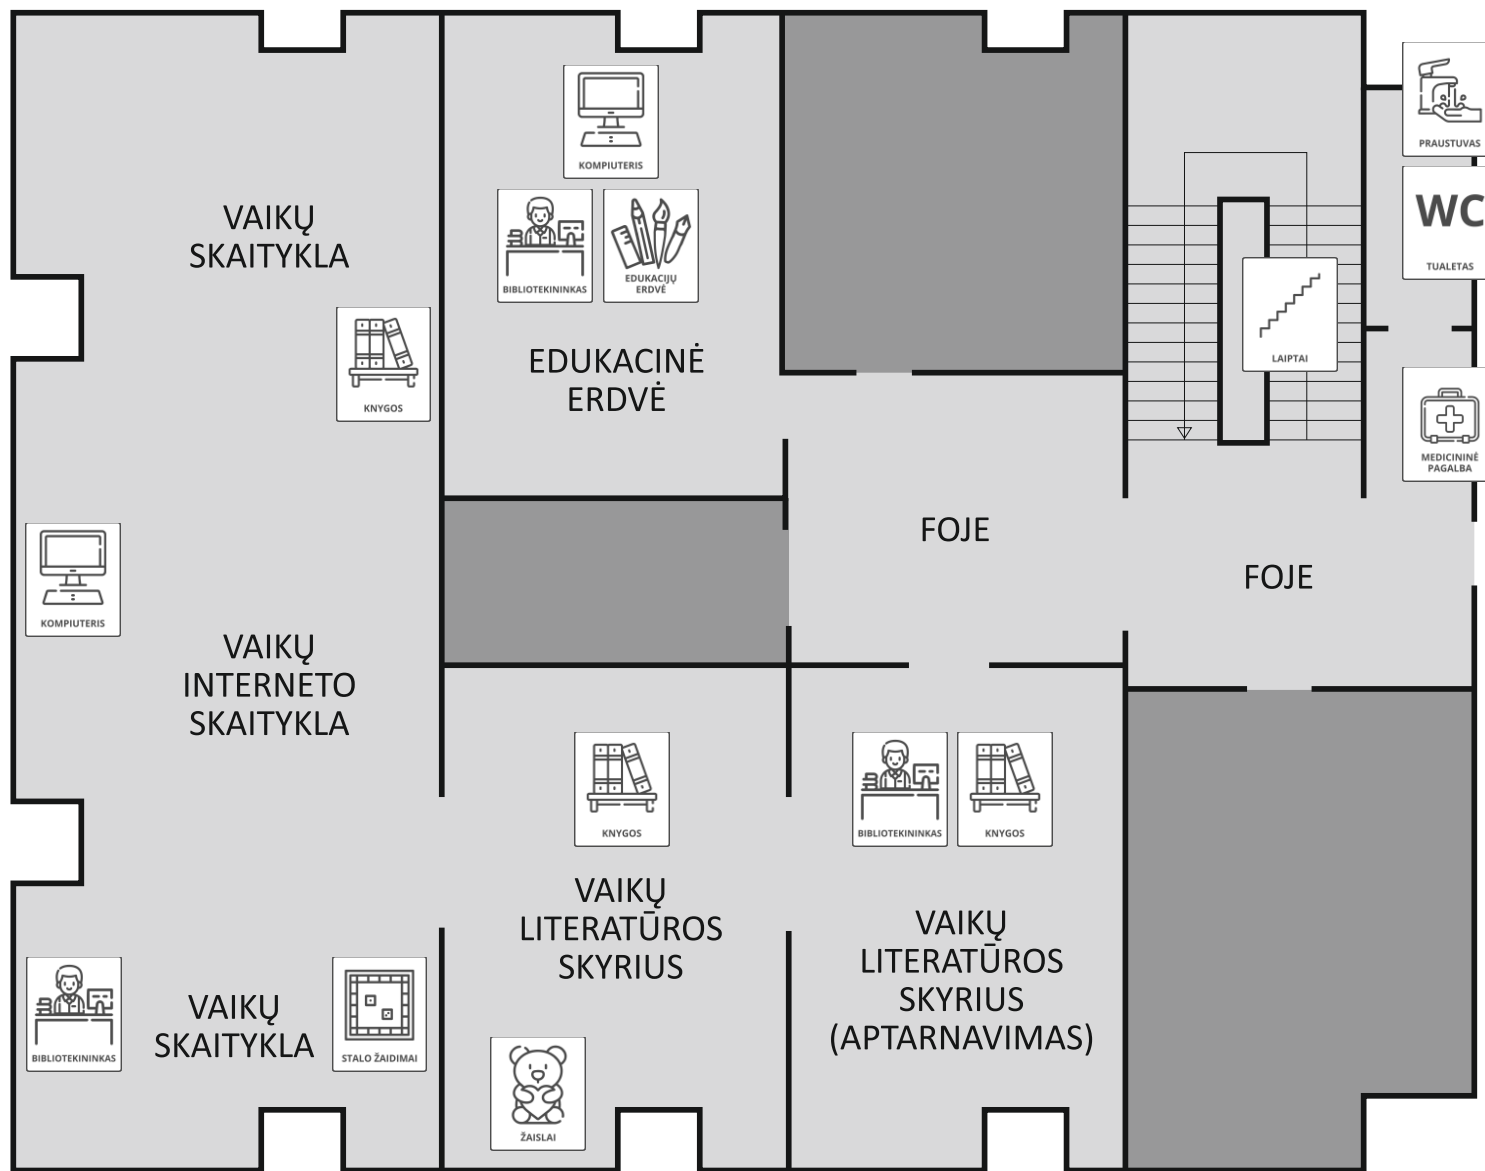 PRAUSTUVAS
KOMPIUTERIS
WC
TUALETAS
VAIKŲ
SKAITYKLA
BIBLIOTEKININKAS
EDUKACIJŲ
ERDVĖ
LAIPTAI
EDUKACINĖ
ERDVĖ
KNYGOS
MEDICININĖ
PAGALBA
FOJE
FOJE
KOMPIUTERIS
VAIKŲ
INTERNETO
SKAITYKLA
KNYGOS
BIBLIOTEKININKAS
KNYGOS
VAIKŲ
LITERATŪROS
SKYRIUS
VAIKŲ
LITERATŪROS
SKYRIUS
(APTARNAVIMAS)
BIBLIOTEKININKAS
VAIKŲ
SKAITYKLA
STALO ŽAIDIMAI
ŽAISLAI